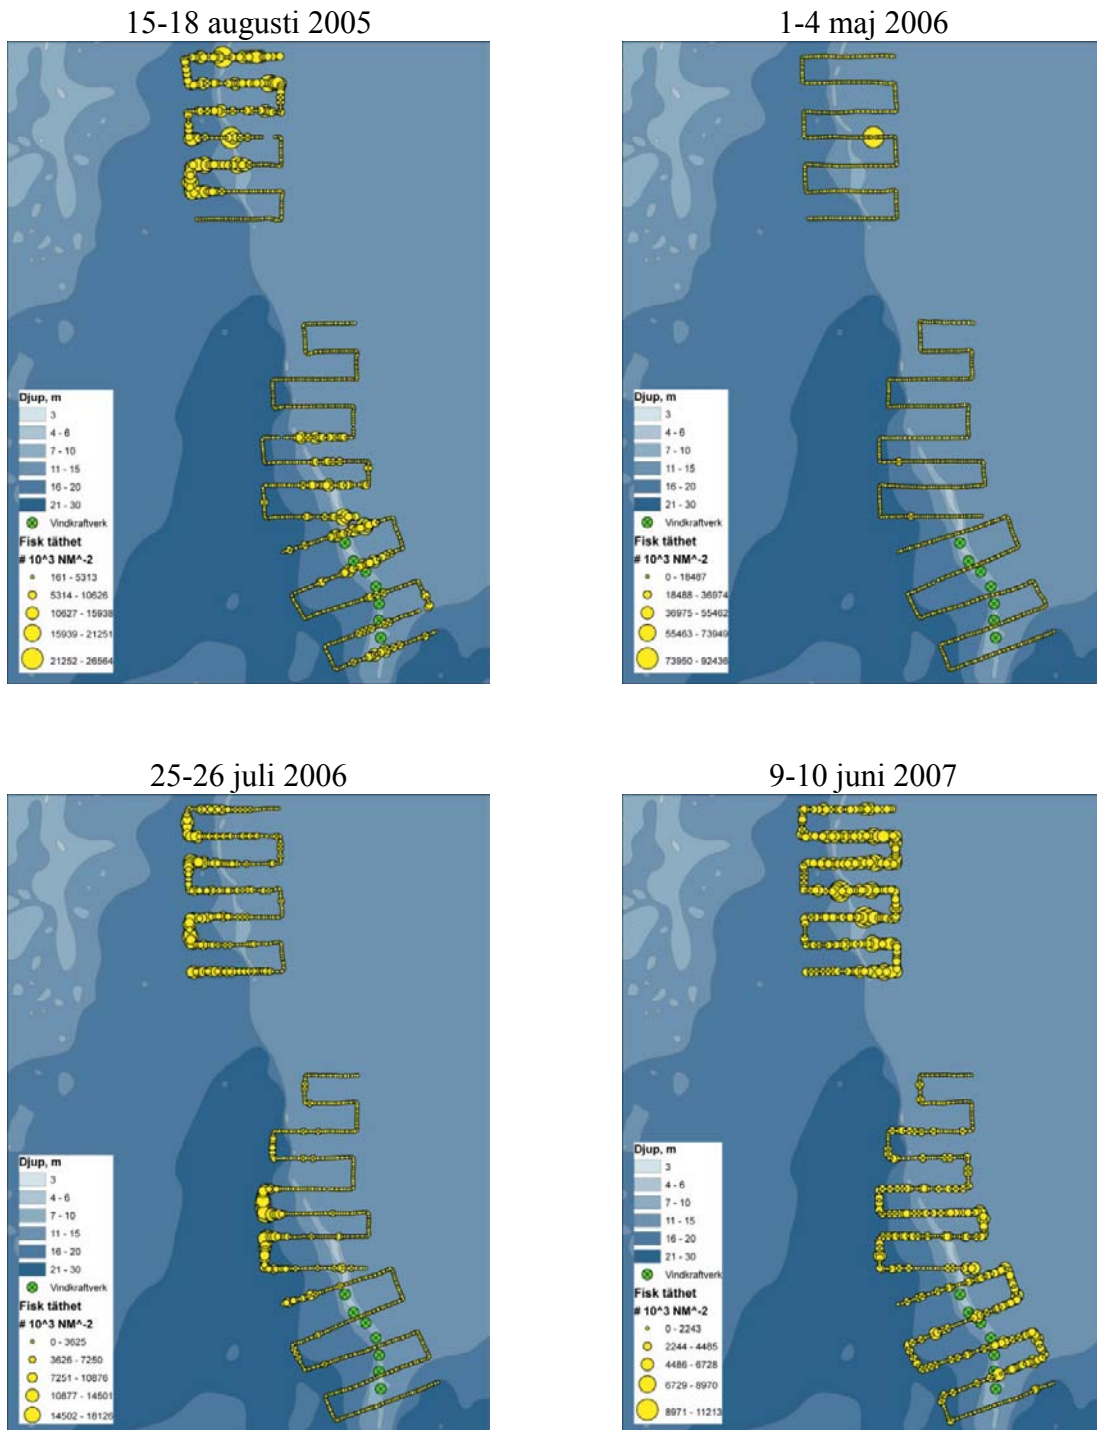 15-18 augusti 2005
Djup, m
3
4 - 6
7 - 10
11 - 15
16 - 20
21 - 30
Vindkraftverk
Fisk täthet
# 10^3 NM^-2
161 - 5313
5314 - 10626
10627 - 15938
15939 - 21251
21252 - 26564
1-4 maj 2006
Djup, m
3
4 - 6
7 - 10
11 - 15
16 - 20
21 - 30
Vindkraftverk
Fisk täthet
# 10^3 NM^-2
0 - 18487
18488 - 36974
36975 - 55462
55463 - 73949
73950 - 92436
25-26 juli 2006
Djup, m
3
4 - 6
7 - 10
11 - 15
16 - 20
21 - 30
Vindkraftverk
Fisk täthet
# 10^3 NM^-2
0 - 3625
3626 - 7250
7251 - 10876
10877 - 14501
14502 - 18126
9-10 juni 2007
Djup, m
3
4 - 6
7 - 10
11 - 15
16 - 20
21 - 30
Vindkraftverk
Fisk täthet
# 10^3 NM^-2
0 - 2243
2244 - 4485
4486 - 6728
6729 - 8970
8971 - 11213